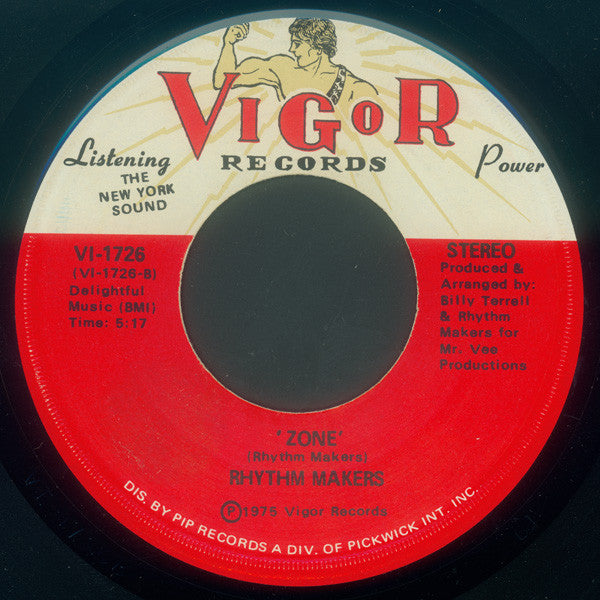 VIGOR
RECORDS
Listening
THE
NEW YORK
SOUND
Power
VI-1726
(VI-1726-B)
Delightful
Music (BMI)
Time: 5:17
STEREO
Produced &
Arranged by:
Billy Terrell
& Rhythm
Makers for
Mr. Vee
Productions
'ZONE'
(Rhythm Makers)
RHYTHM MAKERS
Ⓟ1976 Vigor Records
DIS. BY PIP RECORDS A DIV. OF PICKWICK INT. INC.